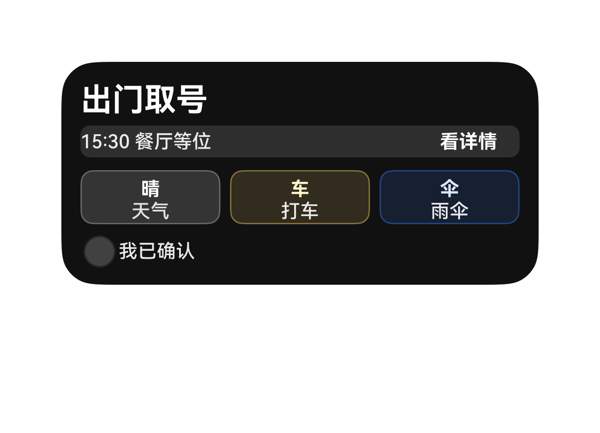 出门取号
15:30 餐厅等位 看详情
晴 车 伞
天气 打车 雨伞
我已确认